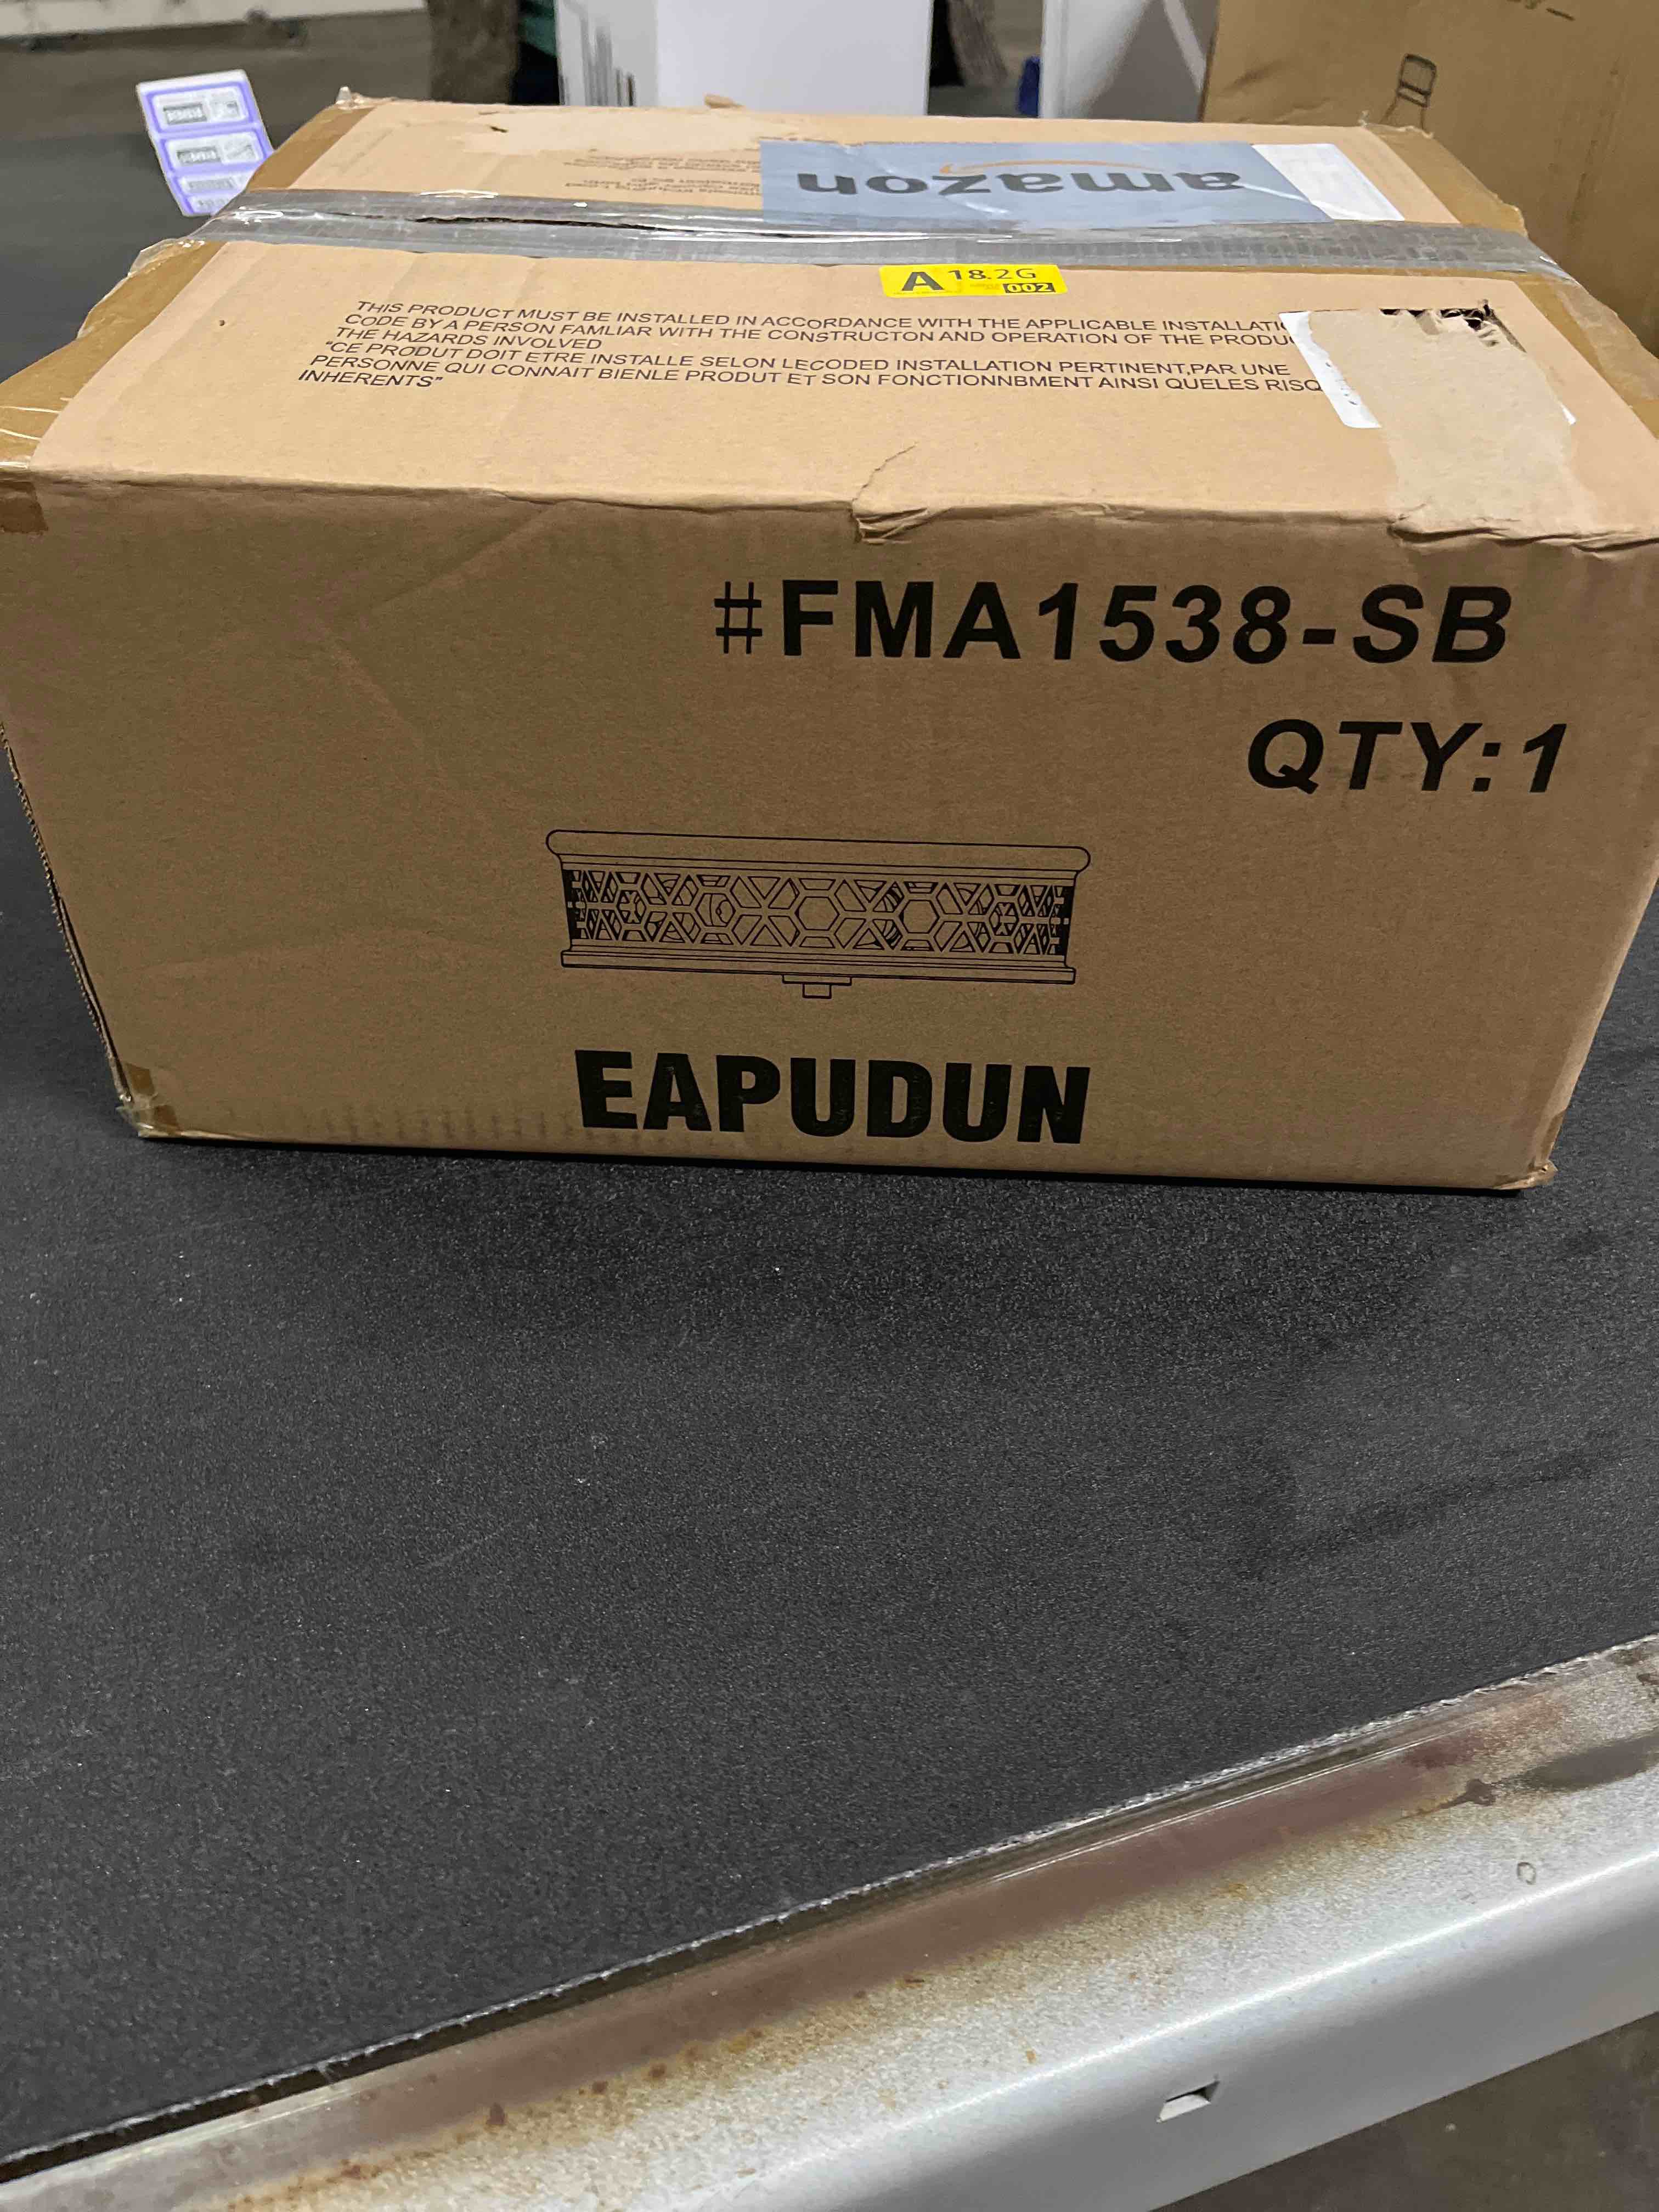 amazon
A 18.2G
002
THIS PRODUCT MUST BE INSTALLED IN ACCORDANCE WITH THE APPLICABLE INSTALLATI
CODE BY A PERSON FAMLIAR WITH THE CONSTRUCTON AND OPERATION OF THE PRODU
THE HAZARDS INVOLVED
"CE PRODUT DOIT ETRE INSTALLE SELON LECODED INSTALLATION PERTINENT,PAR UNE
PERSONNE QUI CONNAIT BIENLE PRODUT ET SON FONCTIONNBMENT AINSI QUELES RISQ
INHERENTS"
#FMA1538-SB
QTY:1
EAPUDUN